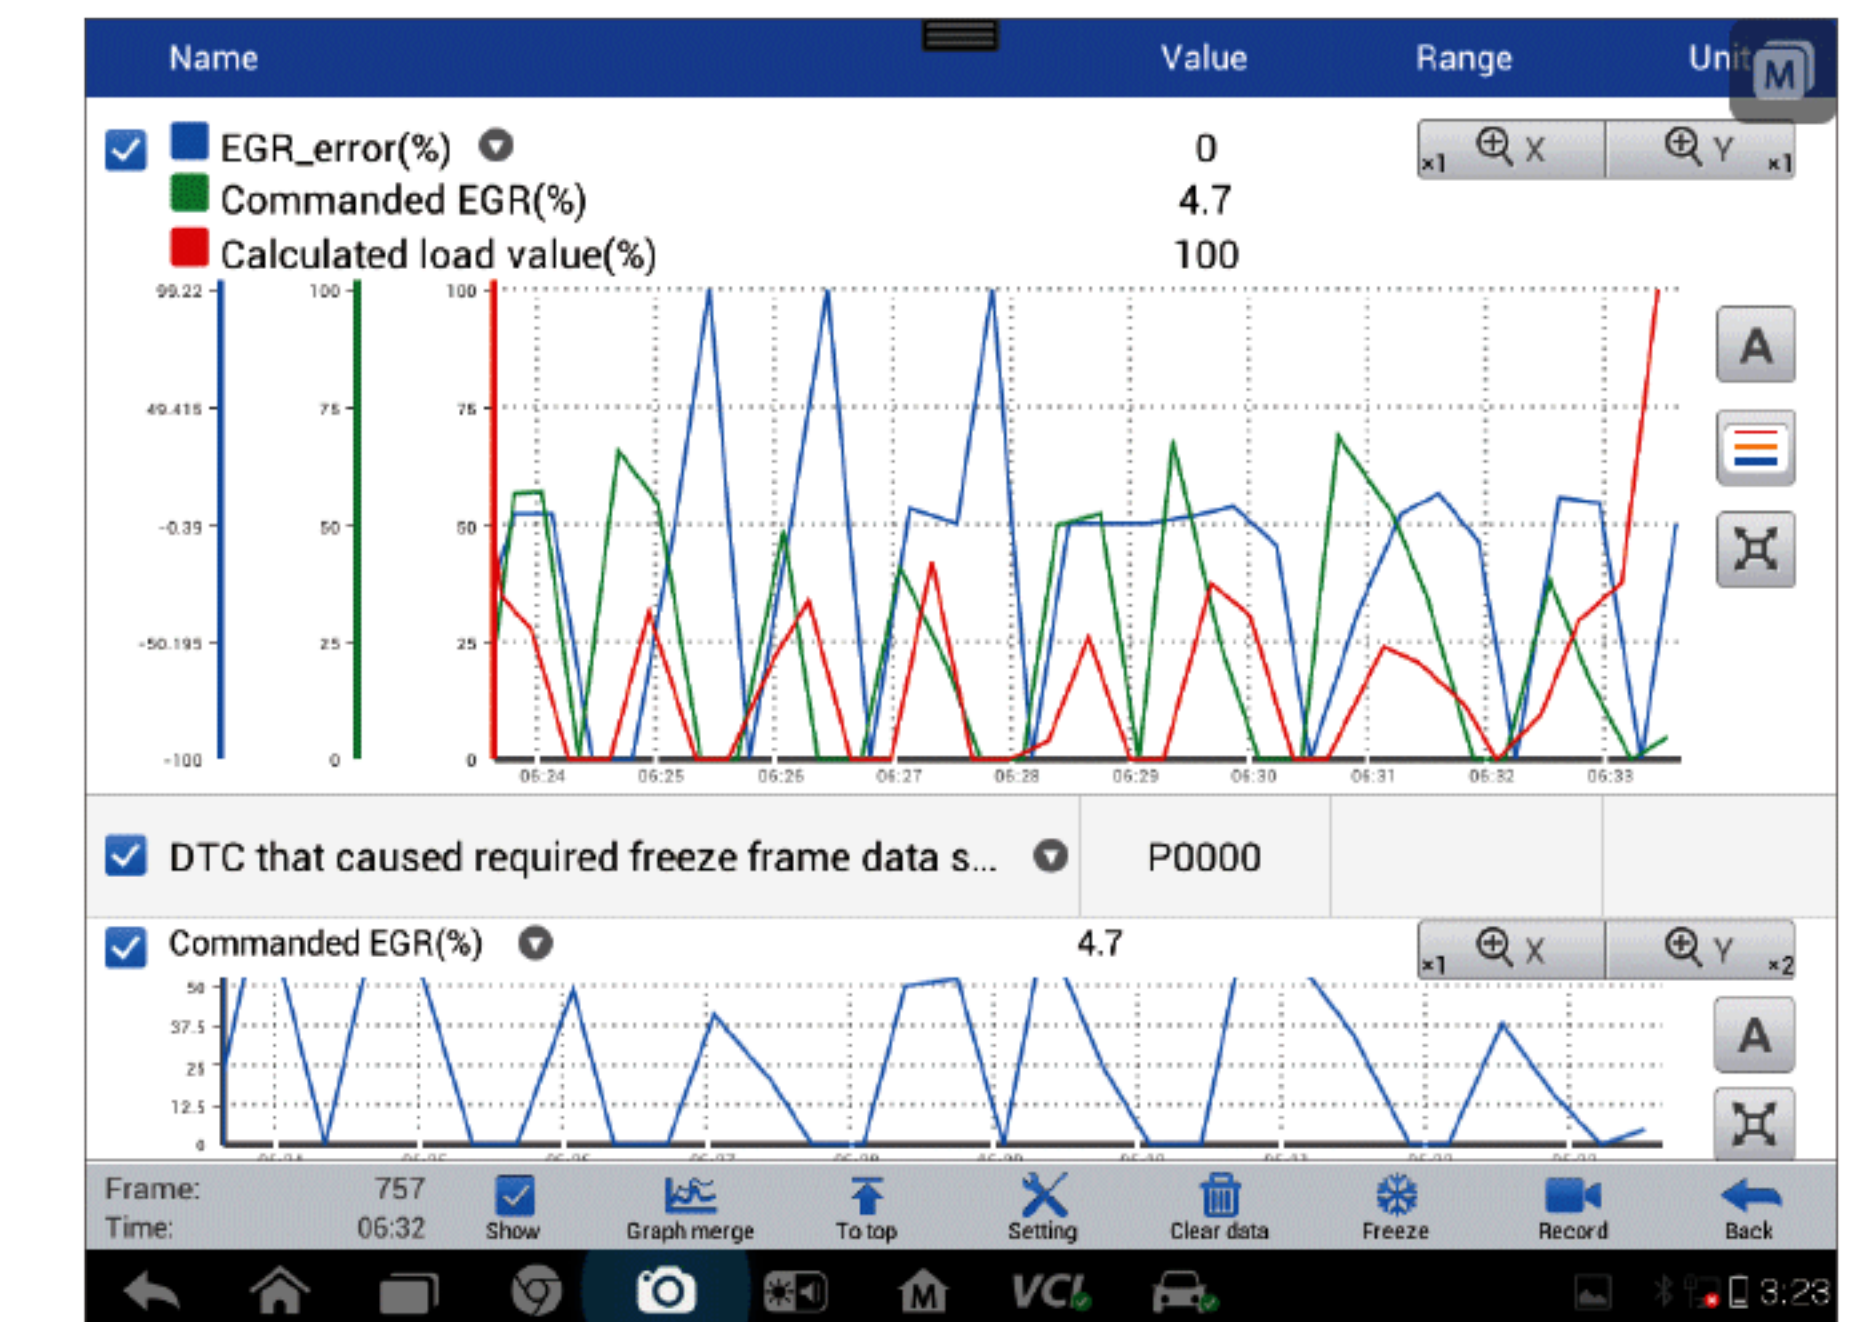 Name Value Range Unit M
EGR_error(%) 0 ×1 X Y ×1
Commanded EGR(%) 4.7
Calculated load value(%) 100
99.22 100 100
A
49.415 75 75
-0.39 50 50
-50.195 25 25
-100 0 0
06:24 06:25 06:26 06:27 06:28 06:29 06:30 06:31 06:32 06:33
DTC that caused required freeze frame data s... P0000
Commanded EGR(%) 4.7 ×1 X Y ×2
50
37.5 A
25
12.5
0
Frame: 757
Time: 06:32 Show Graph merge To top Setting Clear data Freeze Record Back
M VCI 3:23